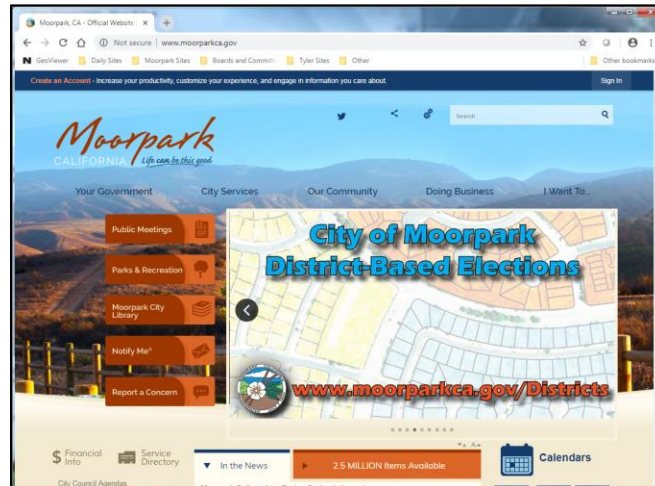 Moorpark, CA - Official Website
Not secure | www.moorparkca.gov
GeoViewer Daily Sites Moorpark Sites Boards and Commit Tyler Sites Other Other bookmarks
Create an Account - Increase your productivity, customize your experience, and engage in information you care about. Sign In
Search
Moorpark
CALIFORNIA Life can be this good
Your Government City Services Our Community Doing Business I Want To...
Public Meetings
Parks & Recreation
Moorpark City
Library
Notify Me®
Report a Concern
City of Moorpark
District-Based Elections
www.moorparkca.gov/Districts
Financial
Info
Service
Directory
In the News
2.5 MILLION Items Available
Calendars
City Council Agendas